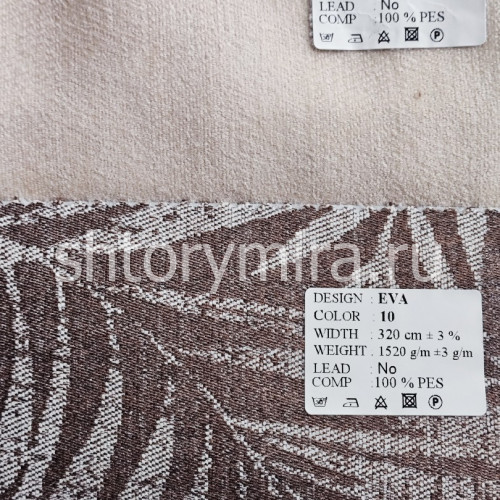 LEAD : No
COMP :100 % PES
shtorymira.ru
DESIGN : EVA
COLOR : 10
WIDTH : 320 cm ± 3 %
WEIGHT : 1520 g/m ±3 g/m
LEAD : No
COMP :100 % PES